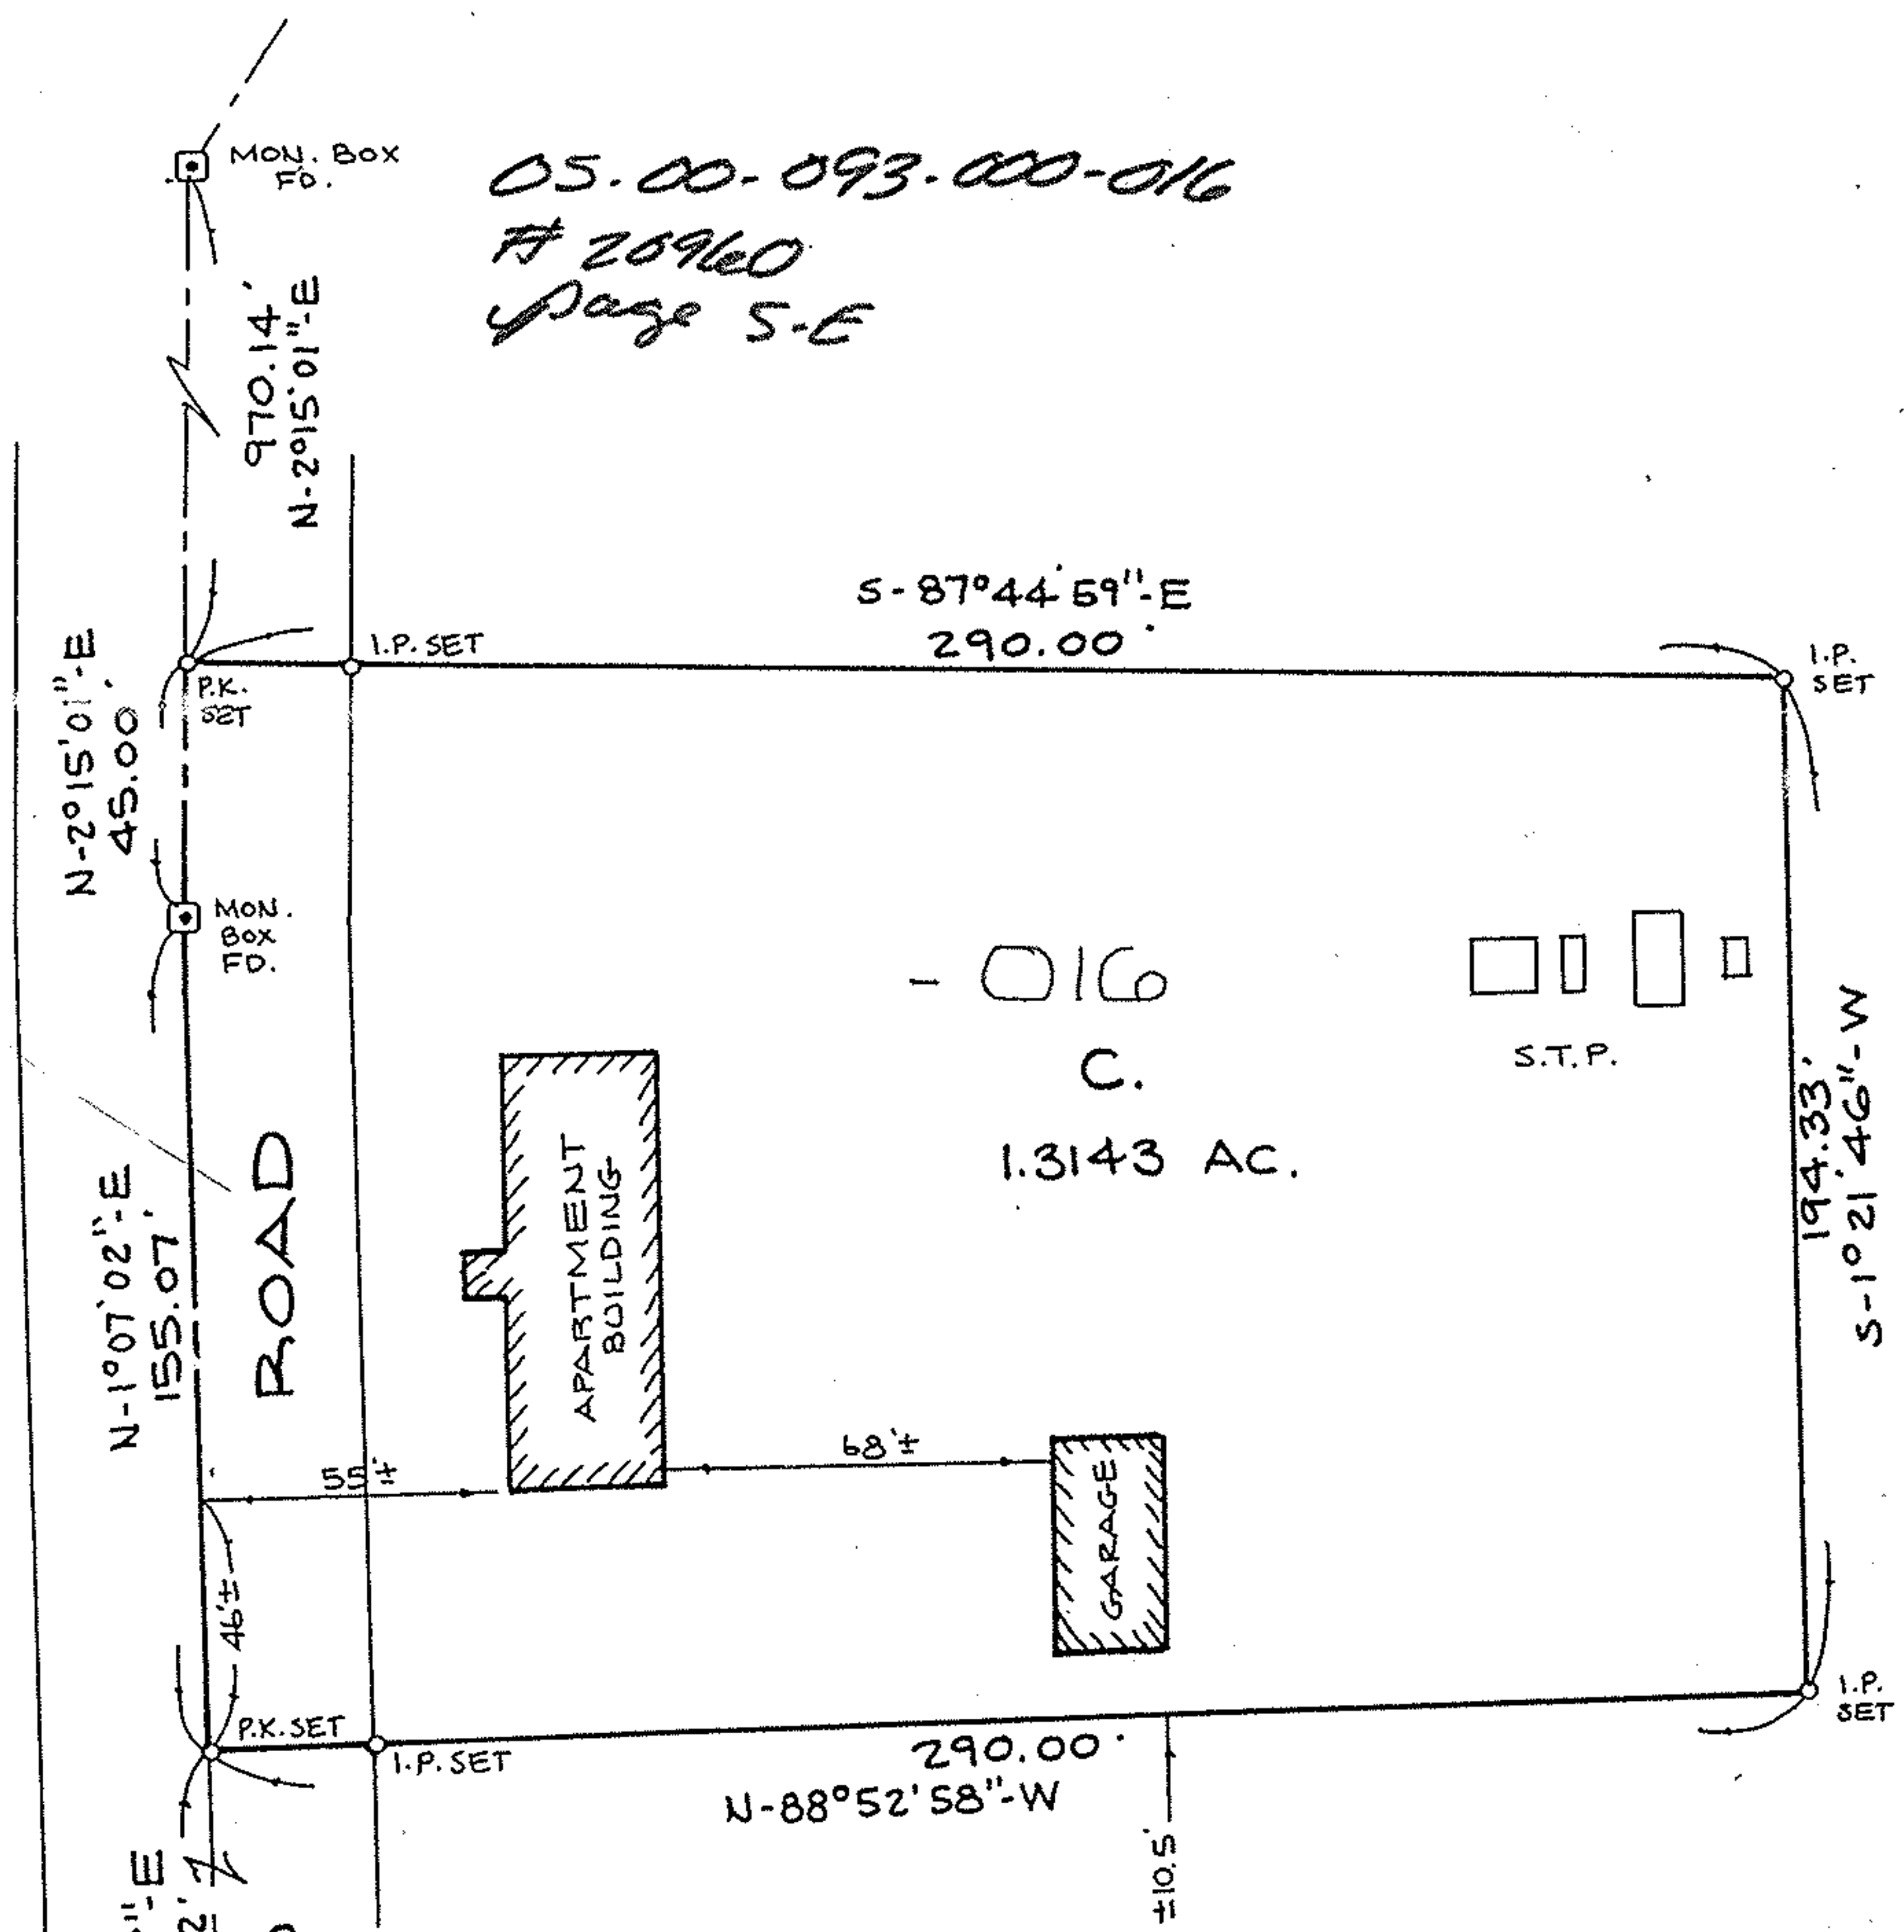 MON. BOX
FD.
05-00-093-000-016
# 20960
page 5-E
970.14'
N-2°15'01"-E
S-87°44'59"-E
290.00'
I.P. SET
I.P.
SET
P.K.
SET
N-2°15'01"-E
45.00'
MON.
BOX
FD.
-016
C.
1.3143 AC.
S.T.P.
194.33'
S-1°21'46"-W
N-1°07'02"-E
155.07'
ROAD
APARTMENT
BUILDING
68'±
55'±
GARAGE
46'±
P.K. SET
I.P. SET
290.00'
N-88°52'58"-W
I.P.
SET
±10.5'
"-E
2'